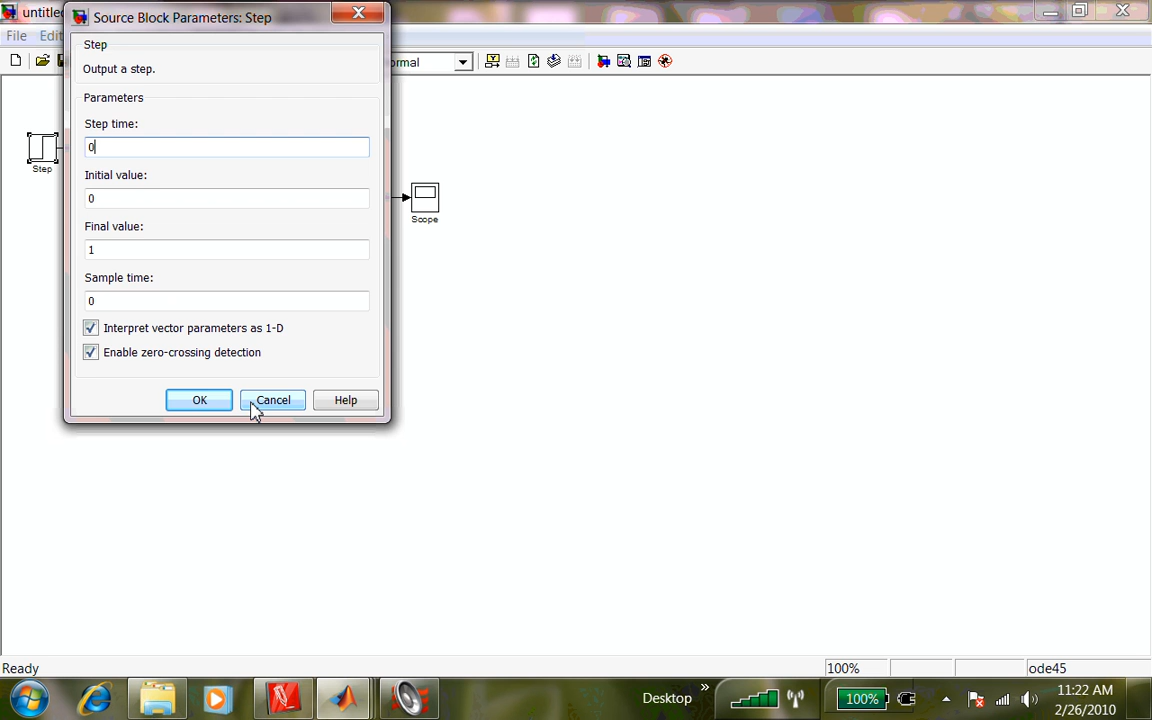 untitled
Source Block Parameters: Step
File Edit
Step
Output a step.
ormal
Parameters
Step time:
0
Initial value:
0
Final value:
1
Sample time:
0
Interpret vector parameters as 1-D
Enable zero-crossing detection
OK
Cancel
Help
Step
Scope
Ready
100%
ode45
Desktop
»
100%
11:22 AM
2/26/2010